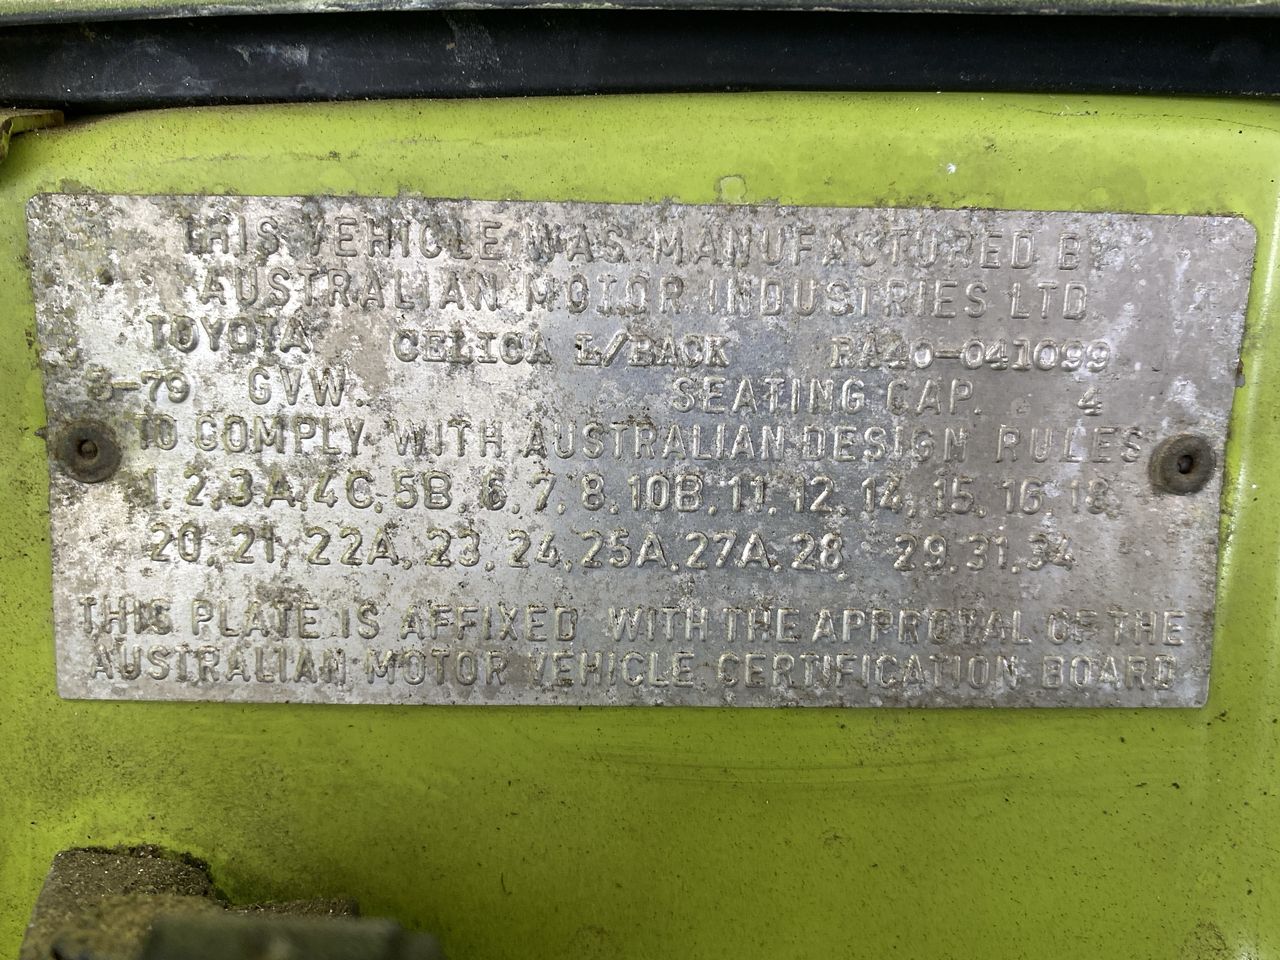 THIS VEHICLE WAS MANUFACTURED BY
AUSTRALIAN MOTOR INDUSTRIES LTD
TOYOTA CELICA L/BACK RA40-041099
8-79 GVW. SEATING CAP. 4
TO COMPLY WITH AUSTRALIAN DESIGN RULES
1, 2, 3A, 4C, 5B, 6, 7, 8, 10B, 11, 12, 14, 15, 16, 18,
20, 21, 22A, 23, 24, 25A, 27A, 28, 29, 31, 34
THIS PLATE IS AFFIXED WITH THE APPROVAL OF THE
AUSTRALIAN MOTOR VEHICLE CERTIFICATION BOARD